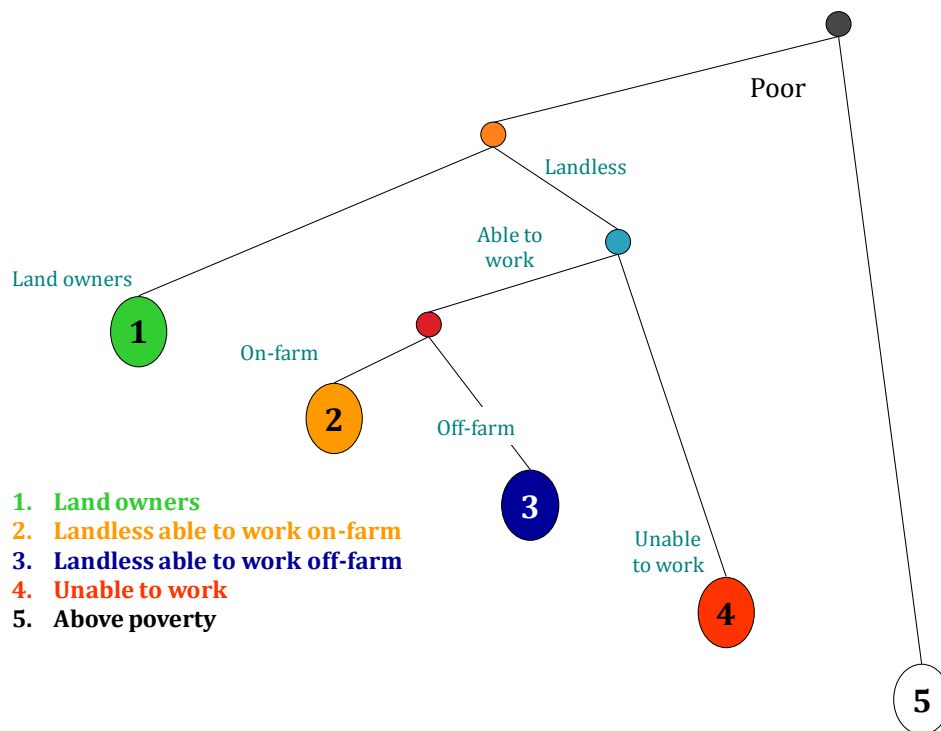 Poor
Landless
Able to
work
Land owners
1
On-farm
2
Off-farm
3
Unable
to work
4
5
1. Land owners
2. Landless able to work on-farm
3. Landless able to work off-farm
4. Unable to work
5. Above poverty